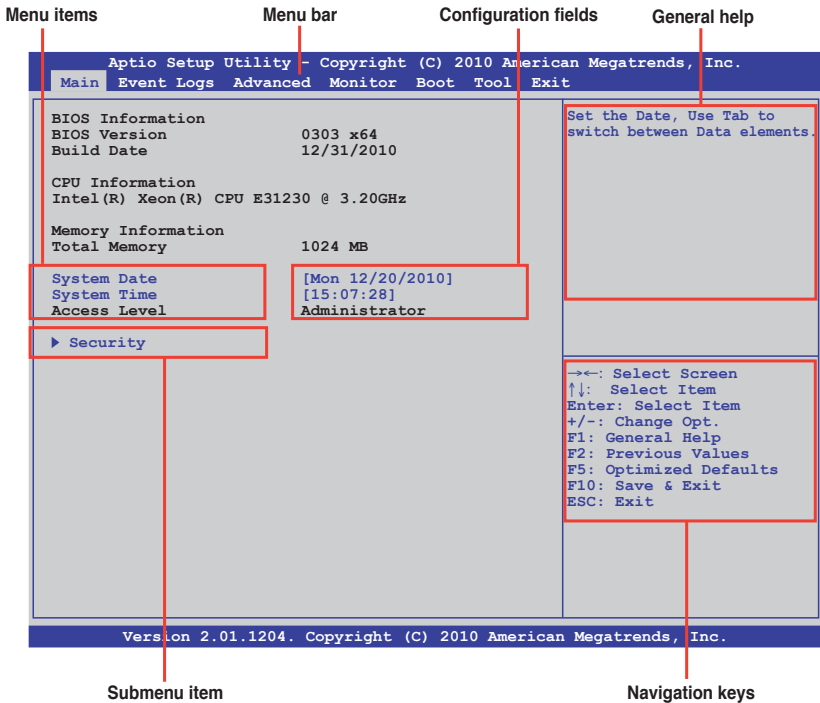 Menu items Menu bar Configuration fields General help
Aptio Setup Utility - Copyright (C) 2010 American Megatrends, Inc.
Main Event Logs Advanced Monitor Boot Tool Exit
BIOS Information
BIOS Version 0303 x64
Build Date 12/31/2010
CPU Information
Intel(R) Xeon(R) CPU E31230 @ 3.20GHz
Memory Information
Total Memory 1024 MB
System Date [Mon 12/20/2010]
System Time [15:07:28]
Access Level Administrator
Security
Set the Date, Use Tab to
switch between Data elements.
→←: Select Screen
↑↓: Select Item
Enter: Select Item
+/-: Change Opt.
F1: General Help
F2: Previous Values
F5: Optimized Defaults
F10: Save & Exit
ESC: Exit
Version 2.01.1204. Copyright (C) 2010 American Megatrends, Inc.
Submenu item Navigation keys